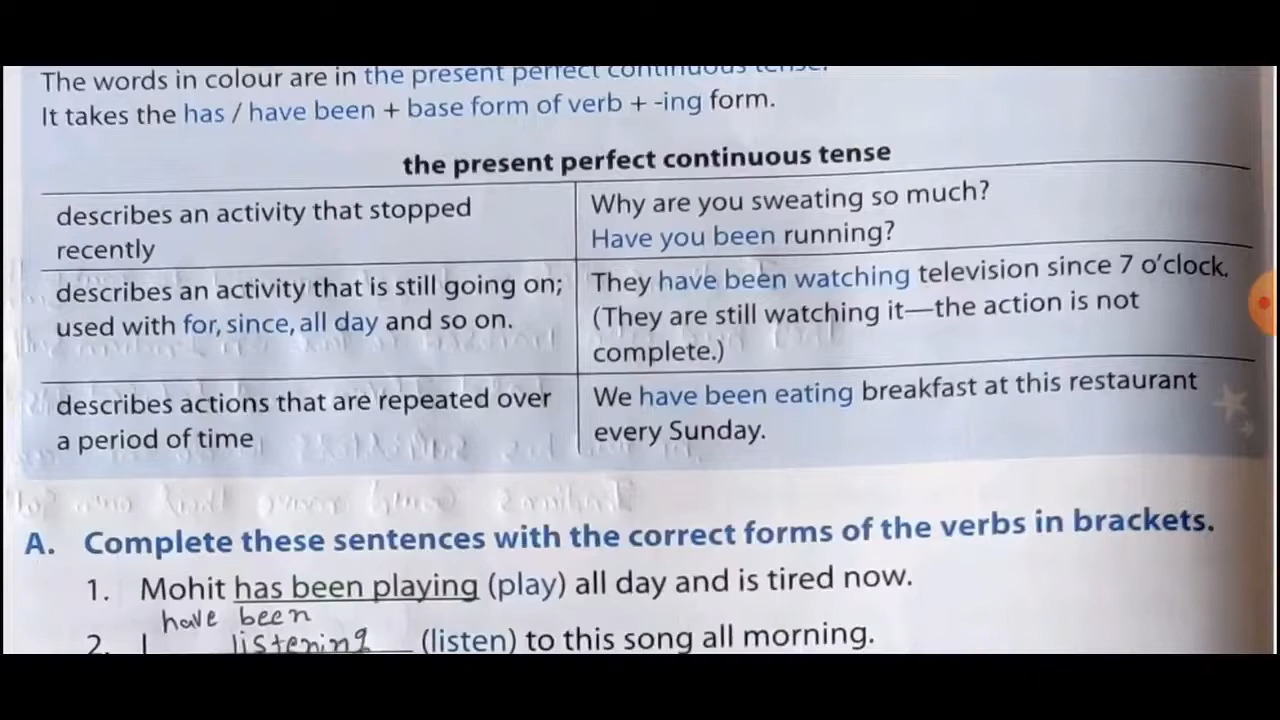 The words in colour are in the present perfect continuous tense.
It takes the has / have been + base form of verb + -ing form.
the present perfect continuous tense
describes an activity that stopped
recently
Why are you sweating so much?
Have you been running?
describes an activity that is still going on;
used with for, since, all day and so on.
They have been watching television since 7 o'clock.
(They are still watching it—the action is not
complete.)
describes actions that are repeated over
a period of time
We have been eating breakfast at this restaurant
every Sunday.
A. Complete these sentences with the correct forms of the verbs in brackets.
1. Mohit has been playing (play) all day and is tired now.
have been
2. I listening (listen) to this song all morning.